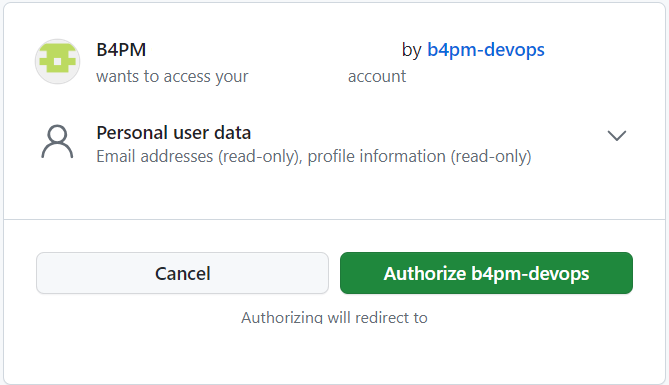 B4PM by b4pm-devops
wants to access your account
Personal user data
Email addresses (read-only), profile information (read-only)
Cancel
Authorize b4pm-devops
Authorizing will redirect to